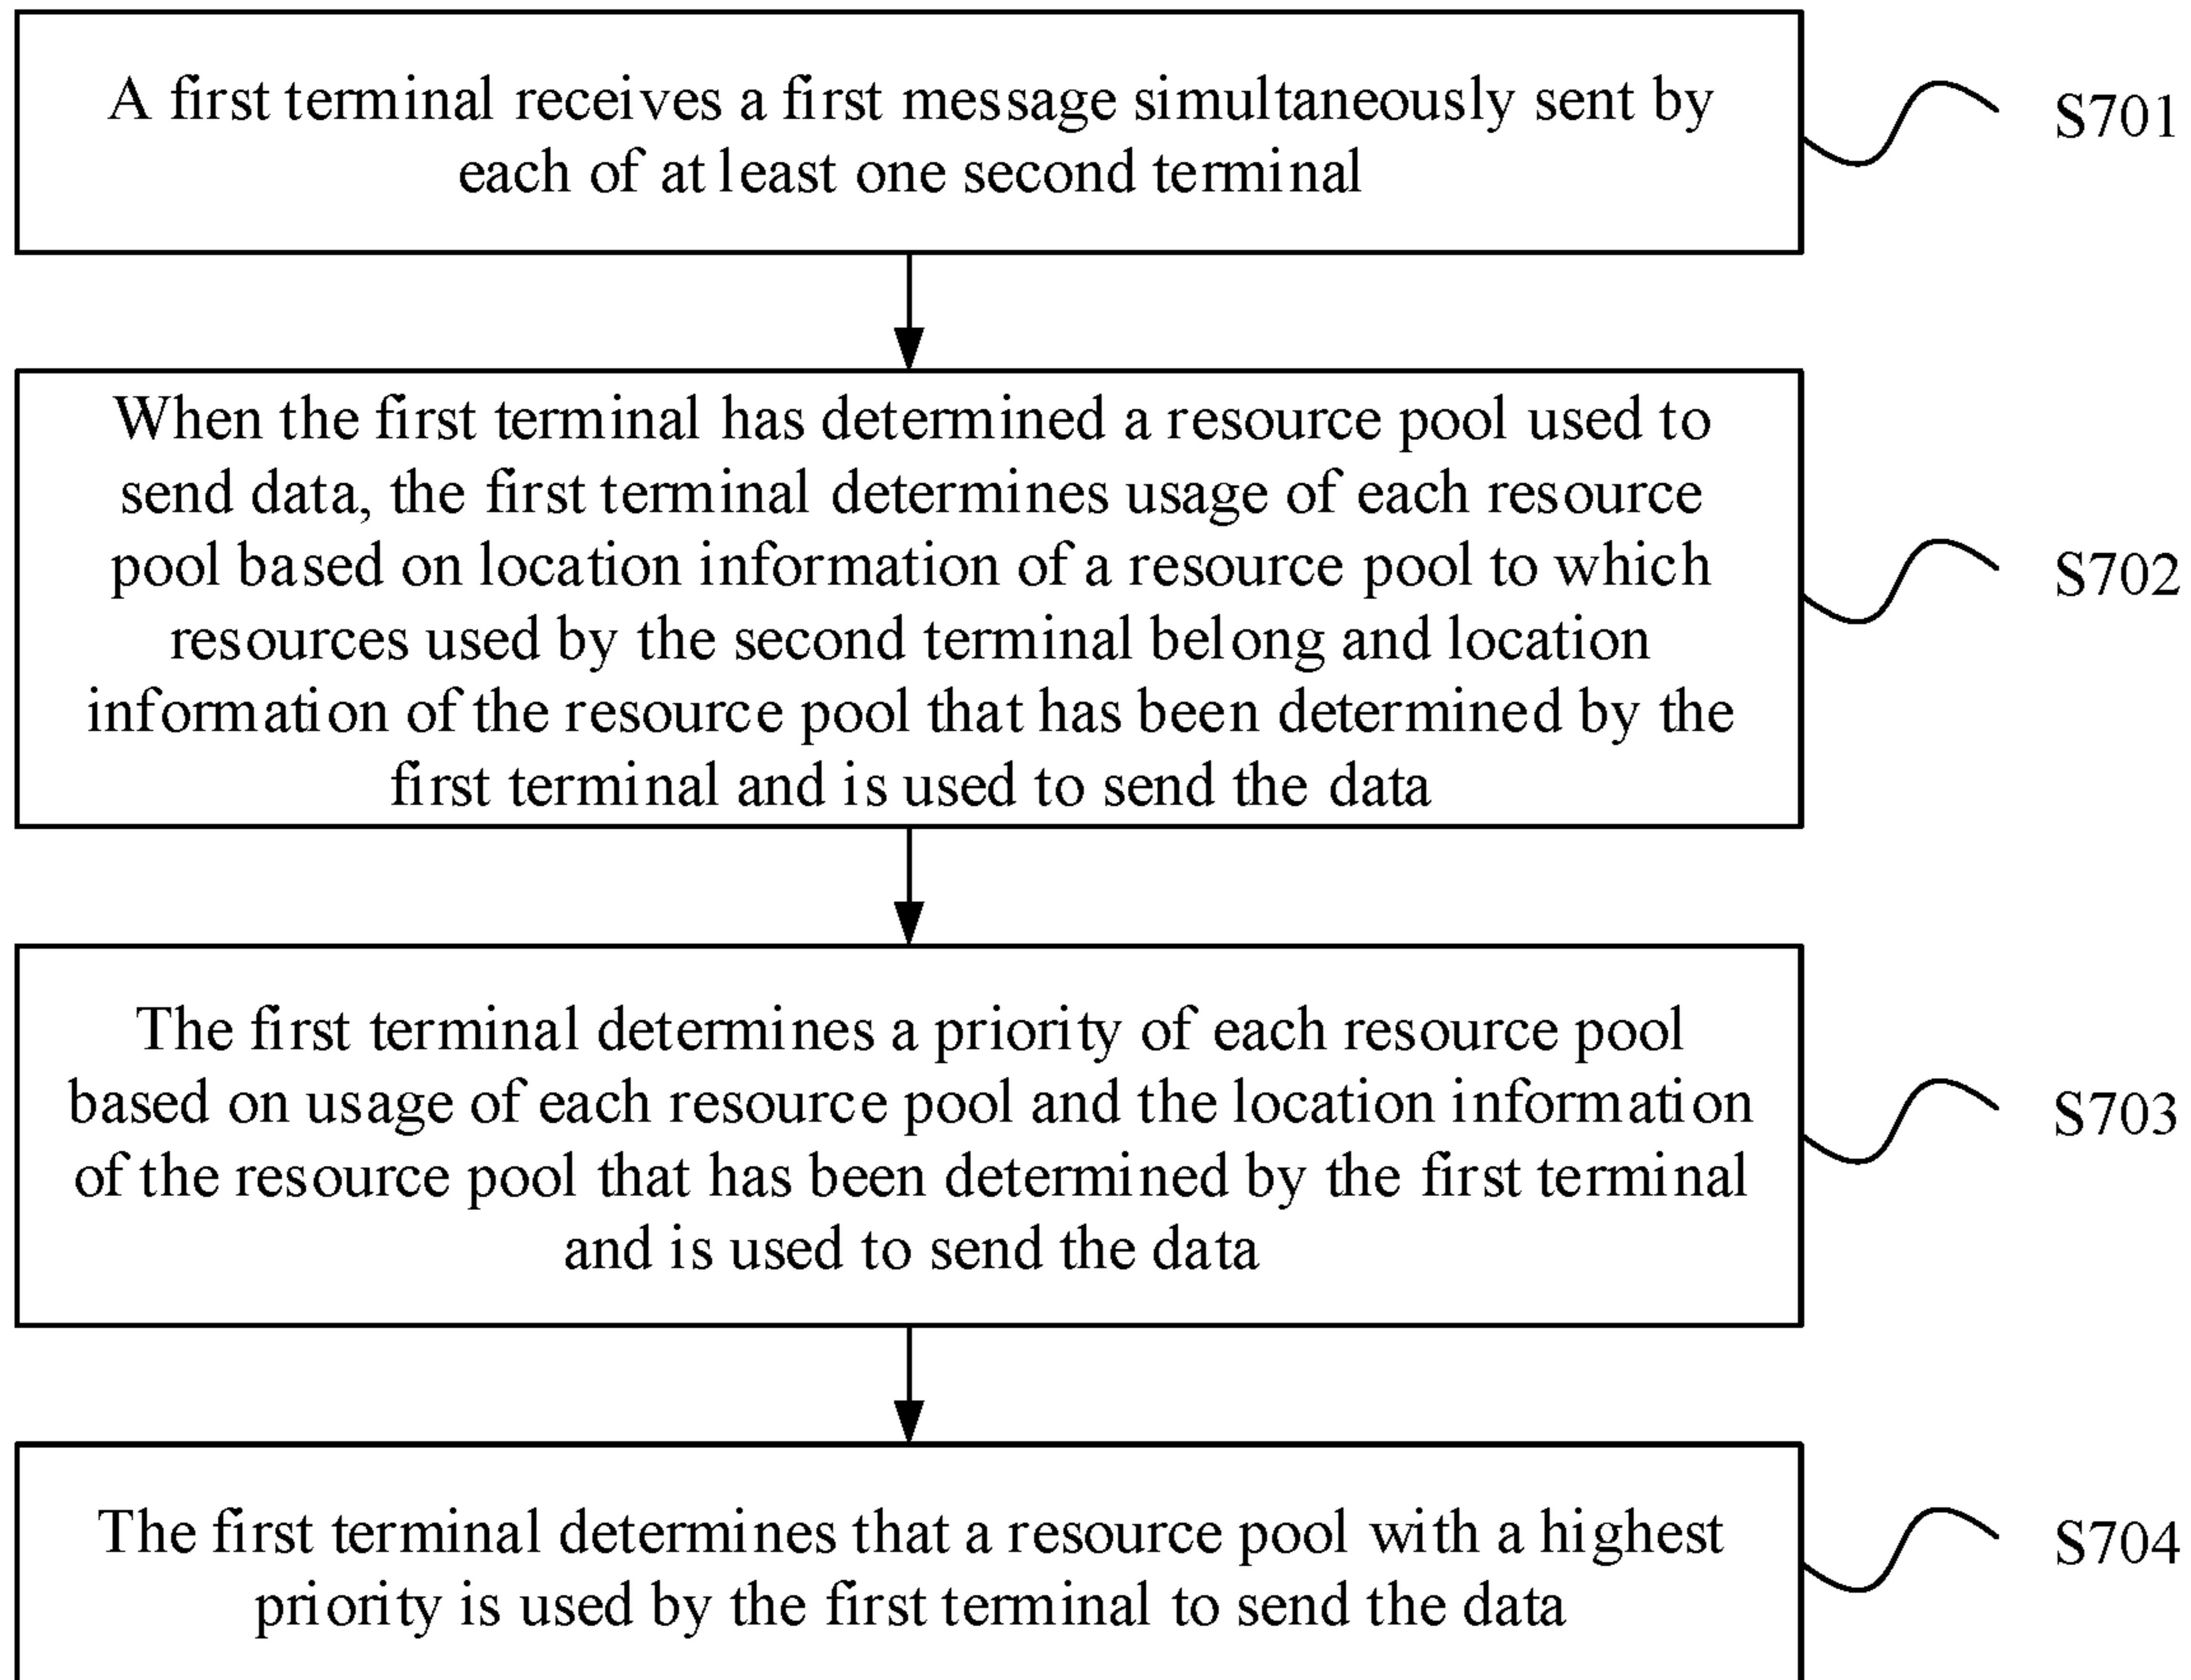 A first terminal receives a first message simultaneously sent by
each of at least one second terminal
S701
When the first terminal has determined a resource pool used to
send data, the first terminal determines usage of each resource
pool based on location information of a resource pool to which
resources used by the second terminal belong and location
information of the resource pool that has been determined by the
first terminal and is used to send the data
S702
The first terminal determines a priority of each resource pool
based on usage of each resource pool and the location information
of the resource pool that has been determined by the first terminal
and is used to send the data
S703
The first terminal determines that a resource pool with a highest
priority is used by the first terminal to send the data
S704